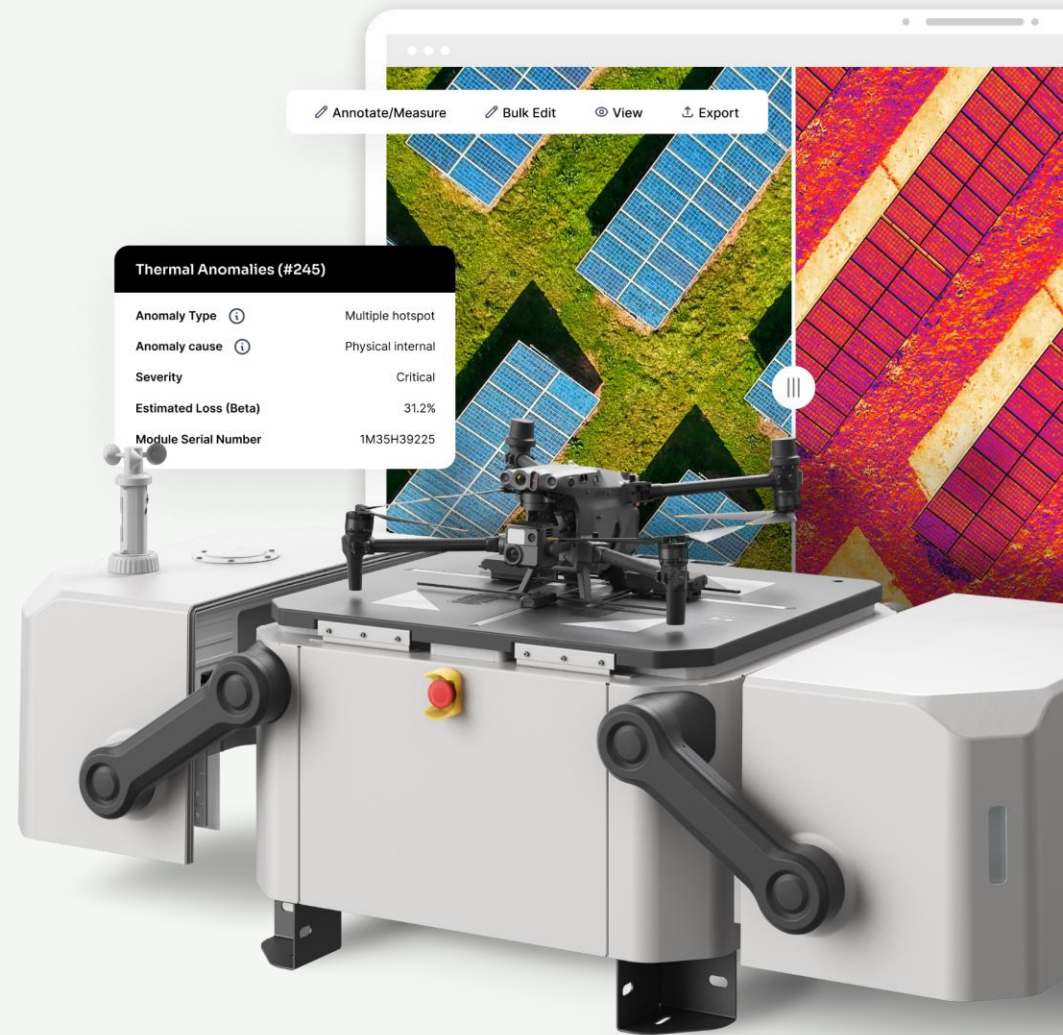 Annotate/Measure Bulk Edit View Export
Thermal Anomalies (#245)
Anomaly Type Multiple hotspot
Anomaly cause Physical internal
Severity Critical
Estimated Loss (Beta) 31.2%
Module Serial Number 1M35H39225